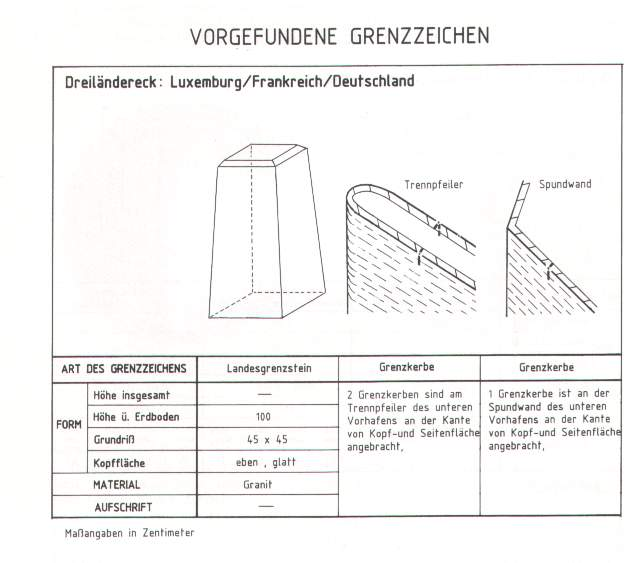 VORGEFUNDENE GRENZZEICHEN
Dreiländereck: Luxemburg/Frankreich/Deutschland
Trennpfeiler
Spundwand
ART DES GRENZZEICHENS
Landesgrenzstein
Grenzkerbe
Grenzkerbe
FORM
Höhe insgesamt
—
Höhe ü. Erdboden
100
Grundriß
45 x 45
Kopffläche
eben , glatt
MATERIAL
Granit
AUFSCHRIFT
—
2 Grenzkerben sind am
Trennpfeiler des unteren
Vorhafens an der Kante
von Kopf-und Seitenfläche
angebracht,
1 Grenzkerbe ist an der
Spundwand des unteren
Vorhafens an der Kante
von Kopf-und Seitenfläche
angebracht,
Maßangaben in Zentimeter